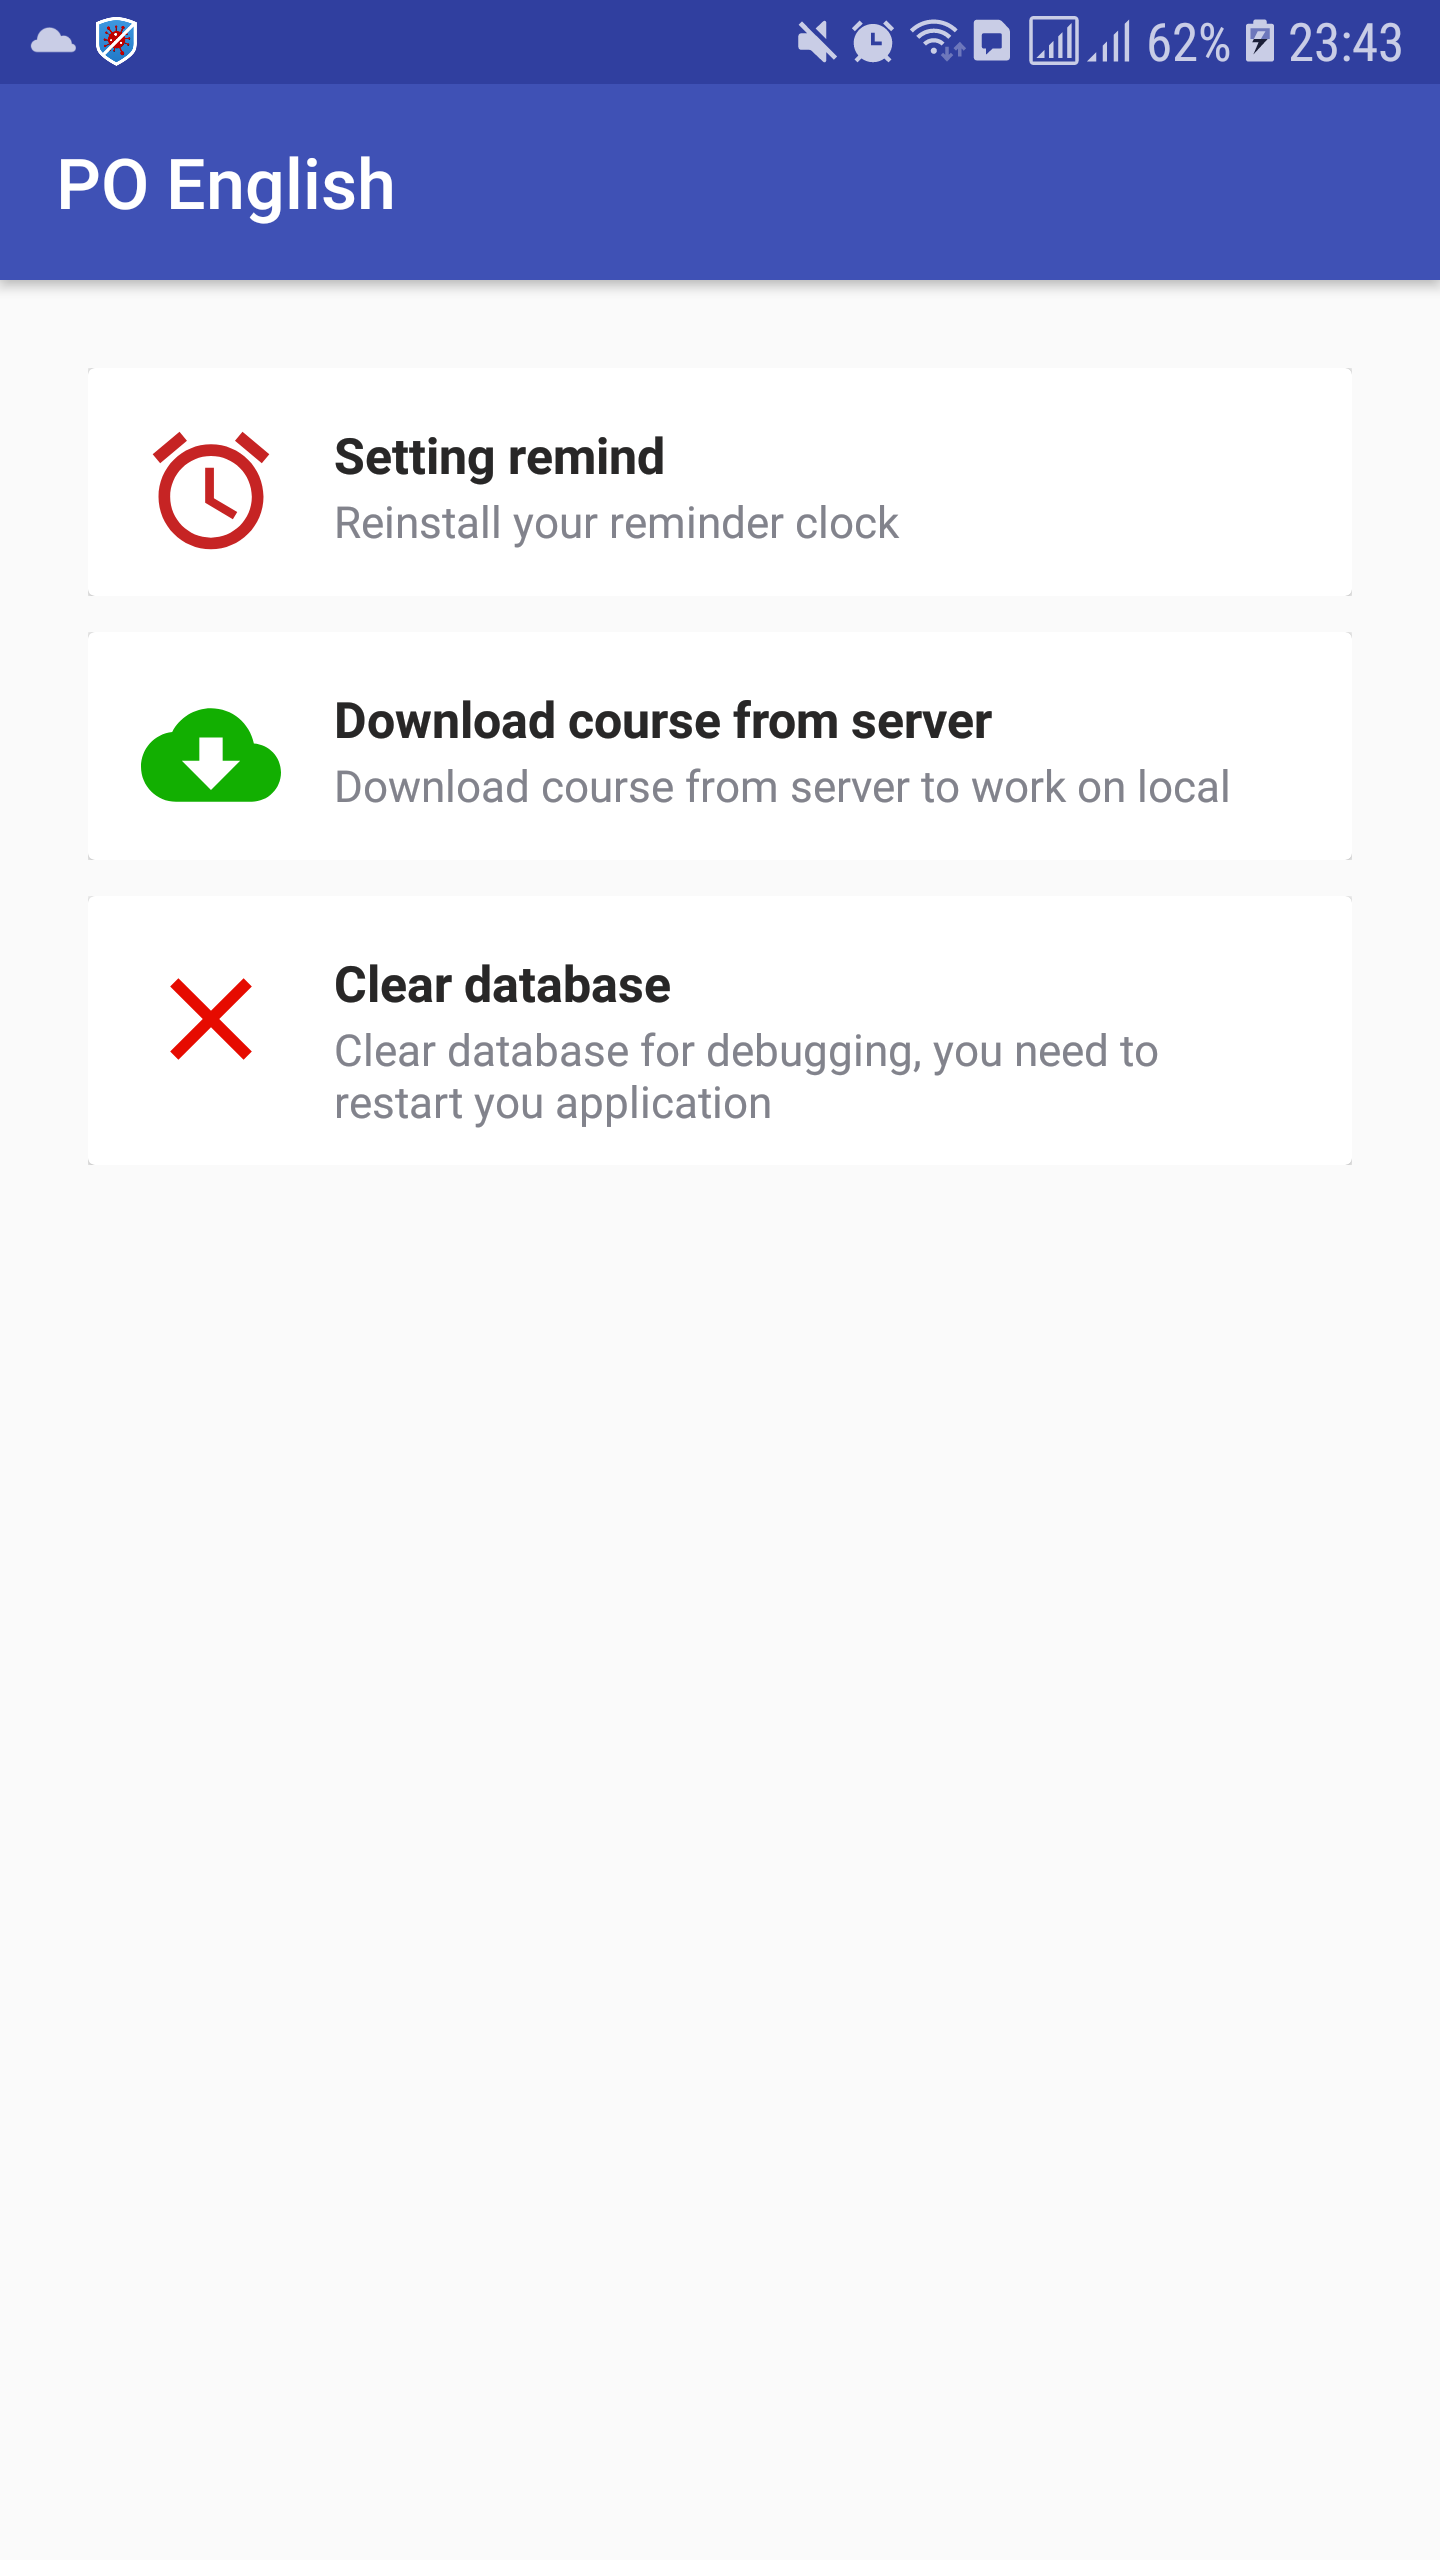 62% 23:43
PO English
Setting remind
Reinstall your reminder clock
Download course from server
Download course from server to work on local
Clear database
Clear database for debugging, you need to
restart you application